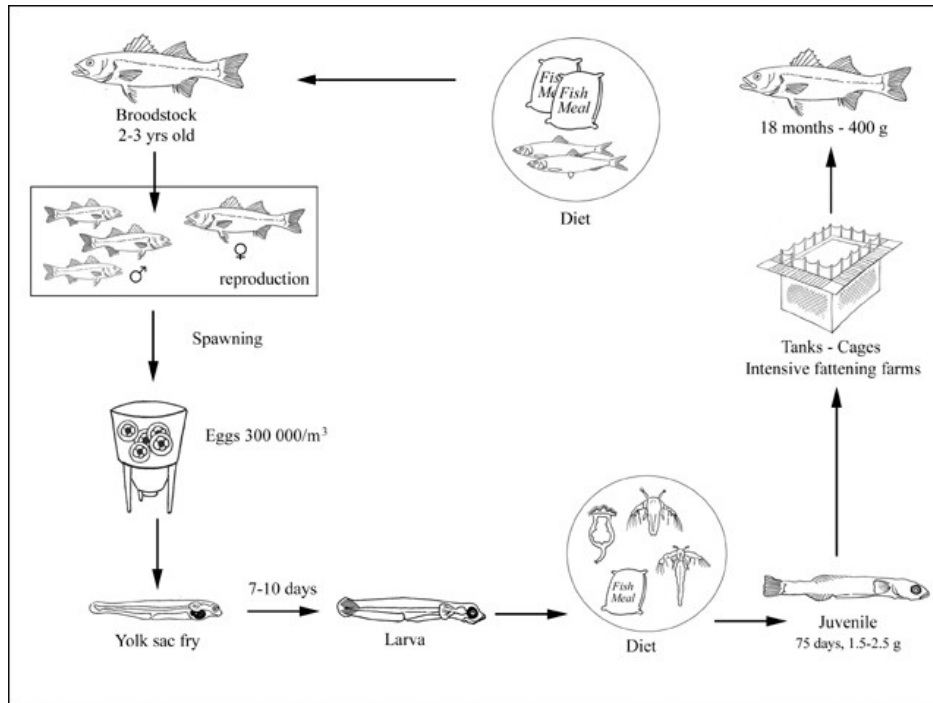 Broodstock
2-3 yrs old
Fish
Me
Fish
Meal
Diet
18 months - 400 g
♂
♀
reproduction
Spawning
Eggs 300 000/m³
Tanks - Cages
Intensive fattening farms
Yolk sac fry
7-10 days
Larva
Fish
Meal
Diet
Juvenile
75 days, 1.5-2.5 g